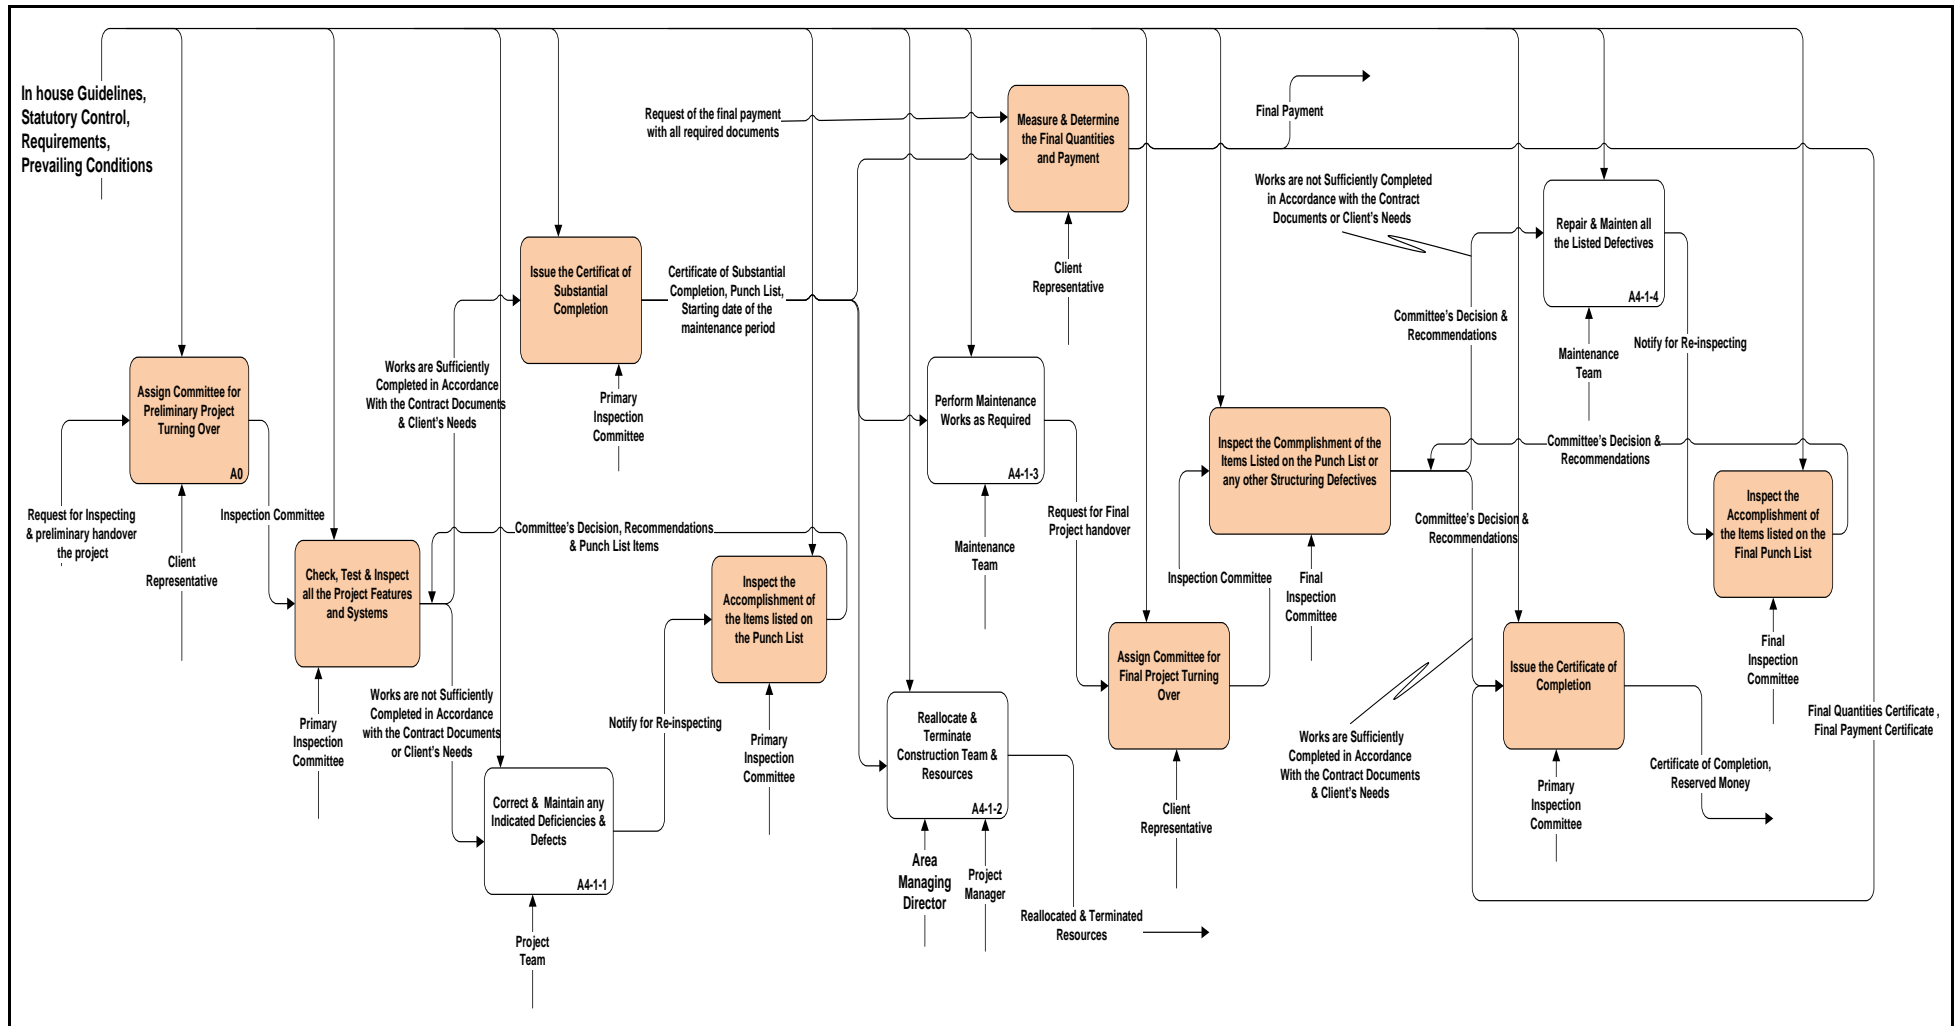 In house Guidelines,
Statutory Control,
Requirements,
Prevailing Conditions
Request of the final payment
with all required documents
Measure & Determine
the Final Quantities
and Payment
Final Payment
Client
Representative
Works are not Sufficiently Completed
in Accordance with the Contract
Documents or Client's Needs
Repair & Mainten all
the Listed Defectives
A4-1-4
Issue the Certificat of
Substantial
Completion
Certificate of Substantial
Completion, Punch List,
Starting date of the
maintenance period
Primary
Inspection
Committee
Committee's Decision &
Recommendations
Maintenance
Team
Notify for Re-inspecting
Assign Committee for
Preliminary Project
Turning Over
A0
Works are Sufficiently
Completed in Accordance
With the Contract Documents
& Client's Needs
Perform Maintenance
Works as Required
A4-1-3
Maintenance
Team
Request for Final
Project handover
Inspect the Commplishment of the
Items Listed on the Punch List or
any other Structuring Defectives
Committee's Decision &
Recommendations
Inspect the
Accomplishment of
the Items listed on the
Final Punch List
Request for Inspecting
& preliminary handover
the project
Client
Representative
Inspection Committee
Check, Test & Inspect
all the Project Features
and Systems
Committee's Decision, Recommendations
& Punch List Items
Inspect the
Accomplishment of
the Items listed on
the Punch List
Committee's Decision &
Recommendations
Inspection Committee
Final
Inspection
Committee
Primary
Inspection
Committee
Works are not Sufficiently
Completed in Accordance
with the Contract Documents
or Client's Needs
Notify for Re-inspecting
Primary
Inspection
Committee
Reallocate &
Terminate
Construction Team &
Resources
A4-1-2
Assign Committee for
Final Project Turning
Over
Issue the Certificate of
Completion
Final
Inspection
Committee
Final Quantities Certificate ,
Final Payment Certificate
Works are Sufficiently
Completed in Accordance
With the Contract Documents
& Client's Needs
Certificate of Completion,
Reserved Money
Primary
Inspection
Committee
Correct & Maintain any
Indicated Deficiencies &
Defects
A4-1-1
Project
Team
Area
Managing
Director
Project
Manager
Client
Representative
Reallocated & Terminated
Resources